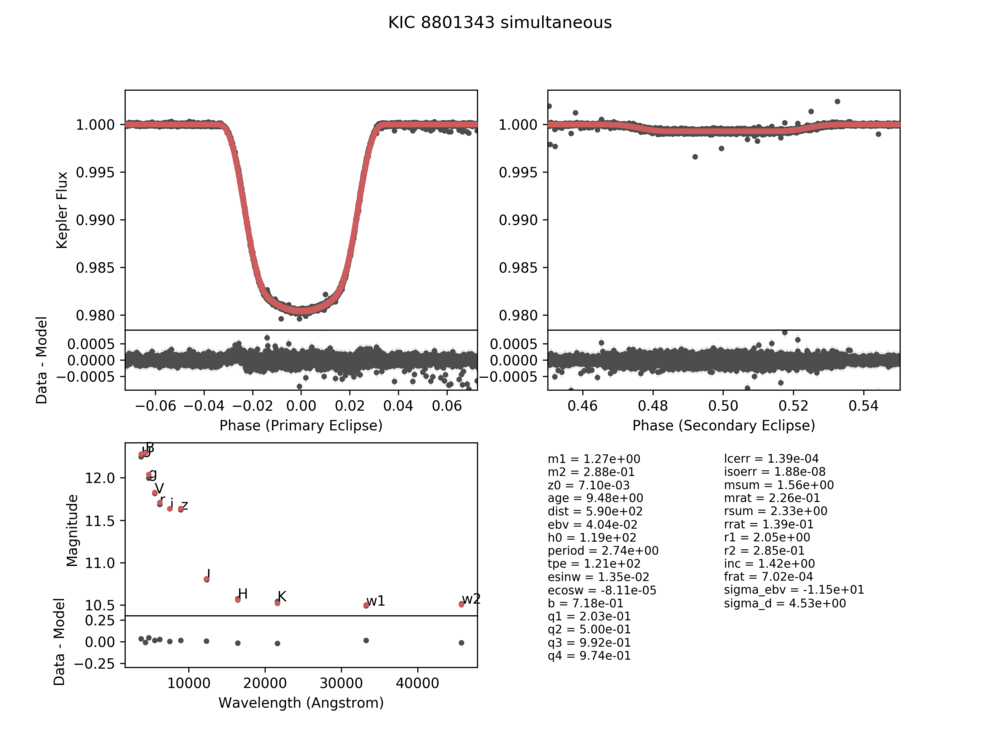 KIC 8801343 simultaneous
1.000
0.995
0.990
0.985
0.980
Kepler Flux
0.0005
0.0000
−0.0005
Data - Model
−0.06 −0.04 −0.02 0.00 0.02 0.04 0.06
Phase (Primary Eclipse)
1.000
0.995
0.990
0.985
0.980
0.0005
0.0000
−0.0005
0.46 0.48 0.50 0.52 0.54
Phase (Secondary Eclipse)
12.0
11.5
11.0
10.5
Magnitude
B
g
V
r i z
J
H
K
w1
w2
0.25
0.00
−0.25
Data - Model
10000 20000 30000 40000
Wavelength (Angstrom)
m1 = 1.27e+00
m2 = 2.88e-01
z0 = 7.10e-03
age = 9.48e+00
dist = 5.90e+02
ebv = 4.04e-02
h0 = 1.19e+02
period = 2.74e+00
tpe = 1.21e+02
esinw = 1.35e-02
ecosw = -8.11e-05
b = 7.18e-01
q1 = 2.03e-01
q2 = 5.00e-01
q3 = 9.92e-01
q4 = 9.74e-01
lcerr = 1.39e-04
isoerr = 1.88e-08
msum = 1.56e+00
mrat = 2.26e-01
rsum = 2.33e+00
rrat = 1.39e-01
r1 = 2.05e+00
r2 = 2.85e-01
inc = 1.42e+00
frat = 7.02e-04
sigma_ebv = -1.15e+01
sigma_d = 4.53e+00